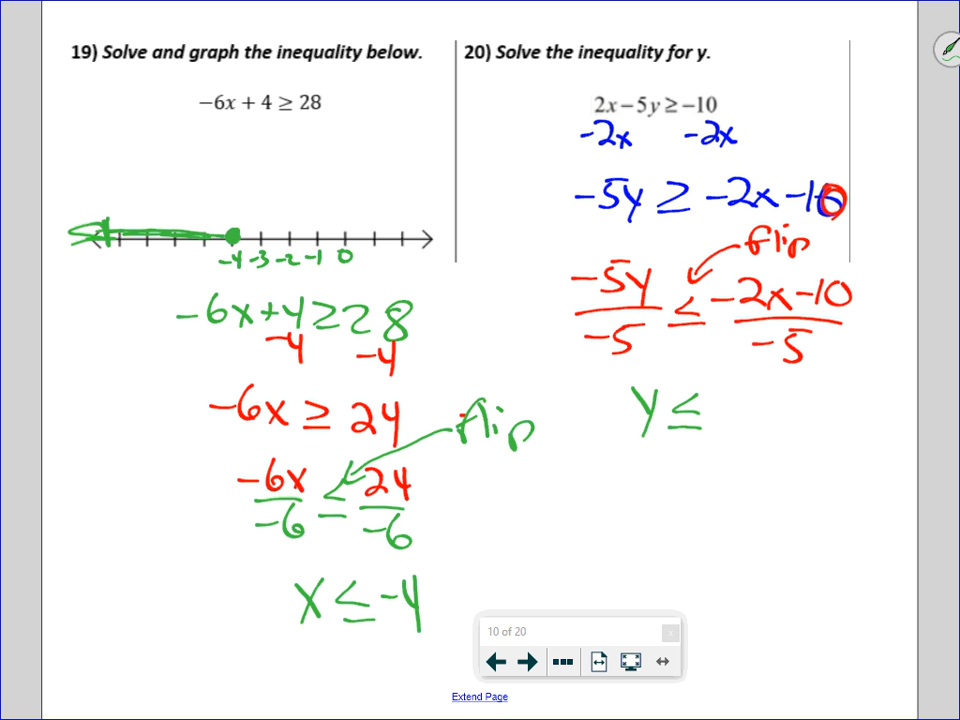 19) Solve and graph the inequality below.
−6x + 4 ≥ 28
-4 -3 -2 -1 0
-6x+4≥28
-4 -4
-6x ≥ 24
flip
-6x ≤ 24
-6 -6
x ≤ -4
20) Solve the inequality for y.
2x−5y≥−10
-2x -2x
-5y ≥ -2x -10
flip
-5y ≤ -2x -10
-5 -5
y ≤
10 of 20
Extend Page